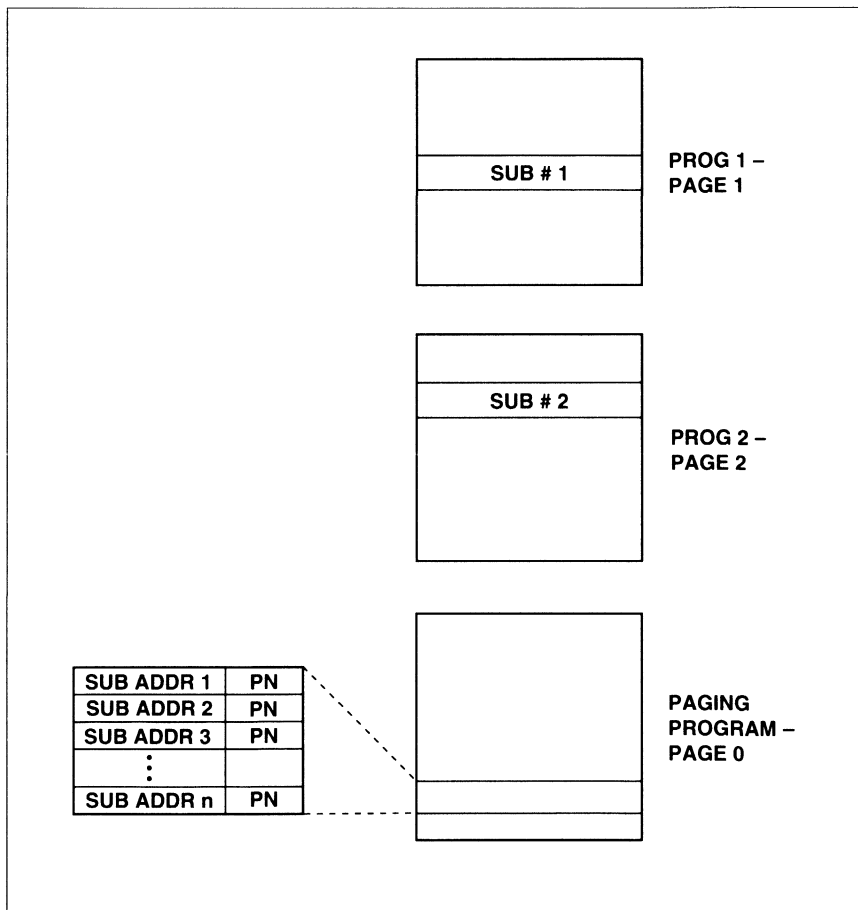 SUB # 1
PROG 1 –
PAGE 1
SUB # 2
PROG 2 –
PAGE 2
SUB ADDR 1 PN
SUB ADDR 2 PN
SUB ADDR 3 PN
⋮
SUB ADDR n PN
PAGING
PROGRAM –
PAGE 0